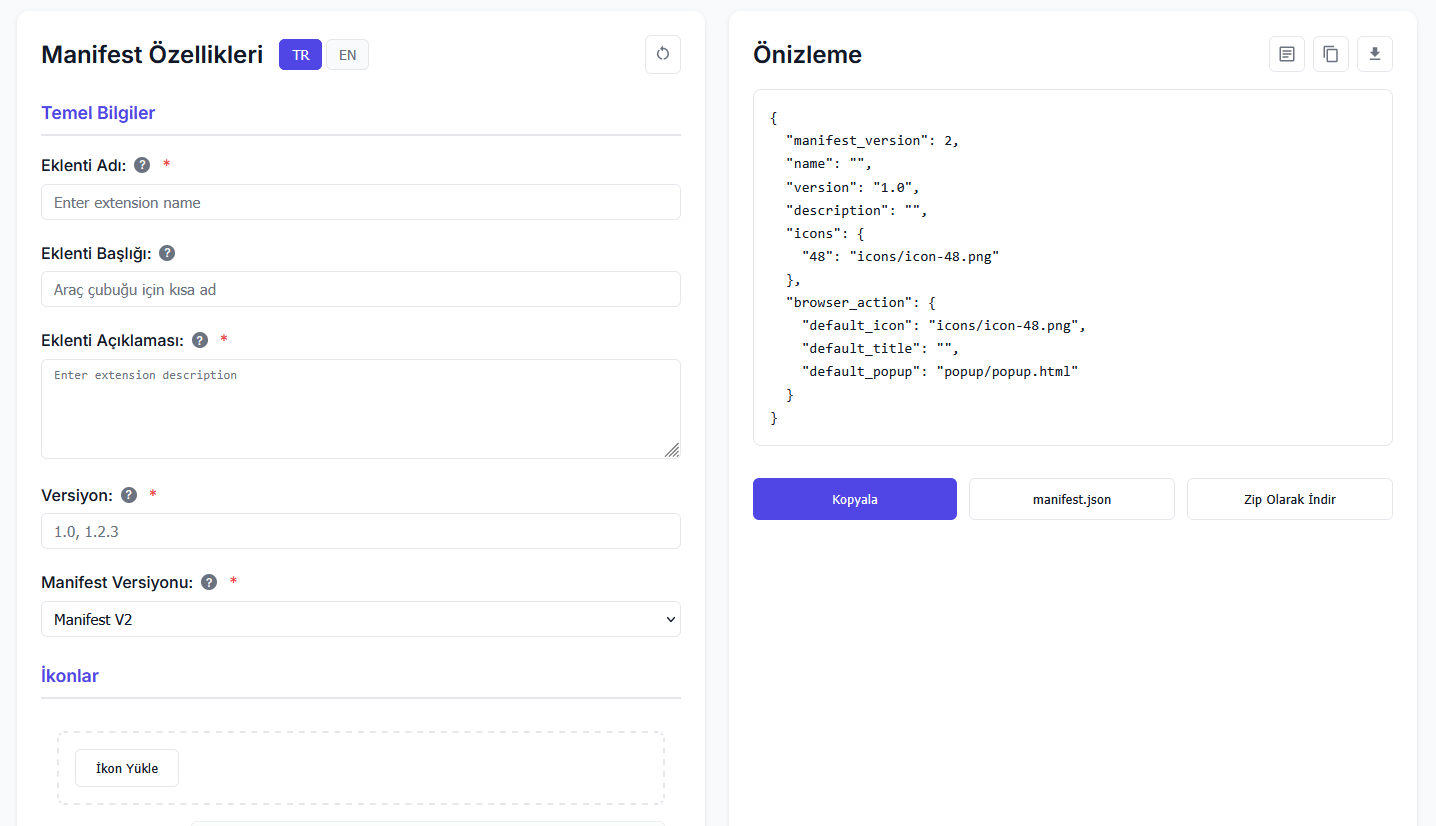 Manifest Özellikleri TR EN
Temel Bilgiler
Eklenti Adı: ? *
Enter extension name
Eklenti Başlığı: ?
Araç çubuğu için kısa ad
Eklenti Açıklaması: ? *
Enter extension description
Versiyon: ? *
1.0, 1.2.3
Manifest Versiyonu: ? *
Manifest V2
İkonlar
İkon Yükle
Önizleme
{
  "manifest_version": 2,
  "name": "",
  "version": "1.0",
  "description": "",
  "icons": {
    "48": "icons/icon-48.png"
  },
  "browser_action": {
    "default_icon": "icons/icon-48.png",
    "default_title": "",
    "default_popup": "popup/popup.html"
  }
}
Kopyala manifest.json Zip Olarak İndir